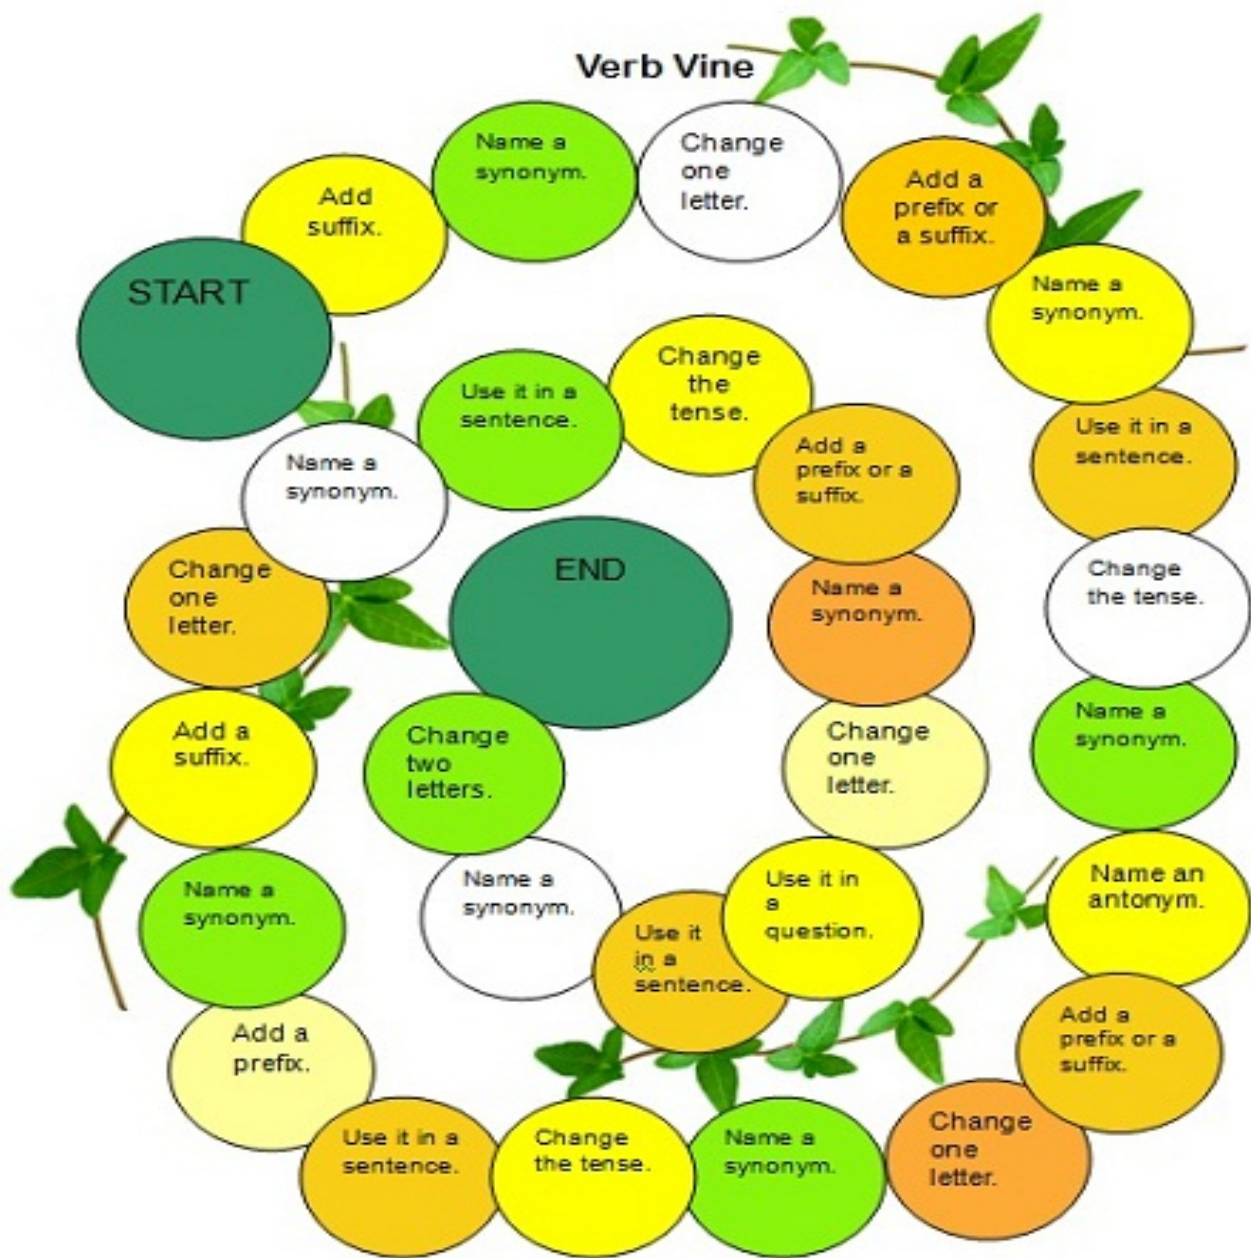 Verb Vine
START
Add
suffix.
Name a
synonym.
Change
one
letter.
Add a
prefix or
a suffix.
Name a
synonym.
Use it in a
sentence.
Change
the tense.
Name a
synonym.
Name an
antonym.
Add a
prefix or a
suffix.
Change
one
letter.
Name a
synonym.
Change
the tense.
Use it in a
sentence.
Add a
prefix.
Name a
synonym.
Add a
suffix.
Change
one
letter.
Name a
synonym.
Use it in a
sentence.
Change
the
tense.
Add a
prefix or a
suffix.
Name a
synonym.
Change
one
letter.
Use it in
a
question.
Use it
in a
sentence.
Name a
synonym.
Change
two
letters.
END